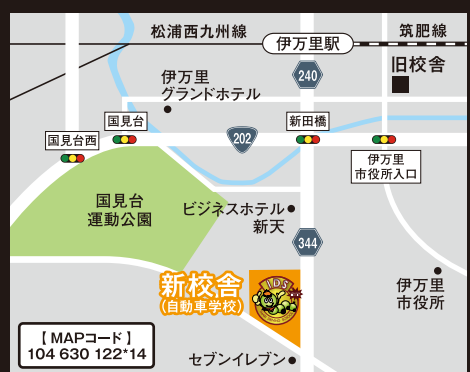 松浦西九州線
筑肥線
伊万里駅
旧校舎
240
伊万里
グランドホテル
国見台
新田橋
国見台西
202
伊万里
市役所入口
国見台
運動公園
ビジネスホテル
新天
344
新校舎
(自動車学校)
IDS
伊万里
市役所
【 MAPコード 】
104 630 122*14
セブンイレブン